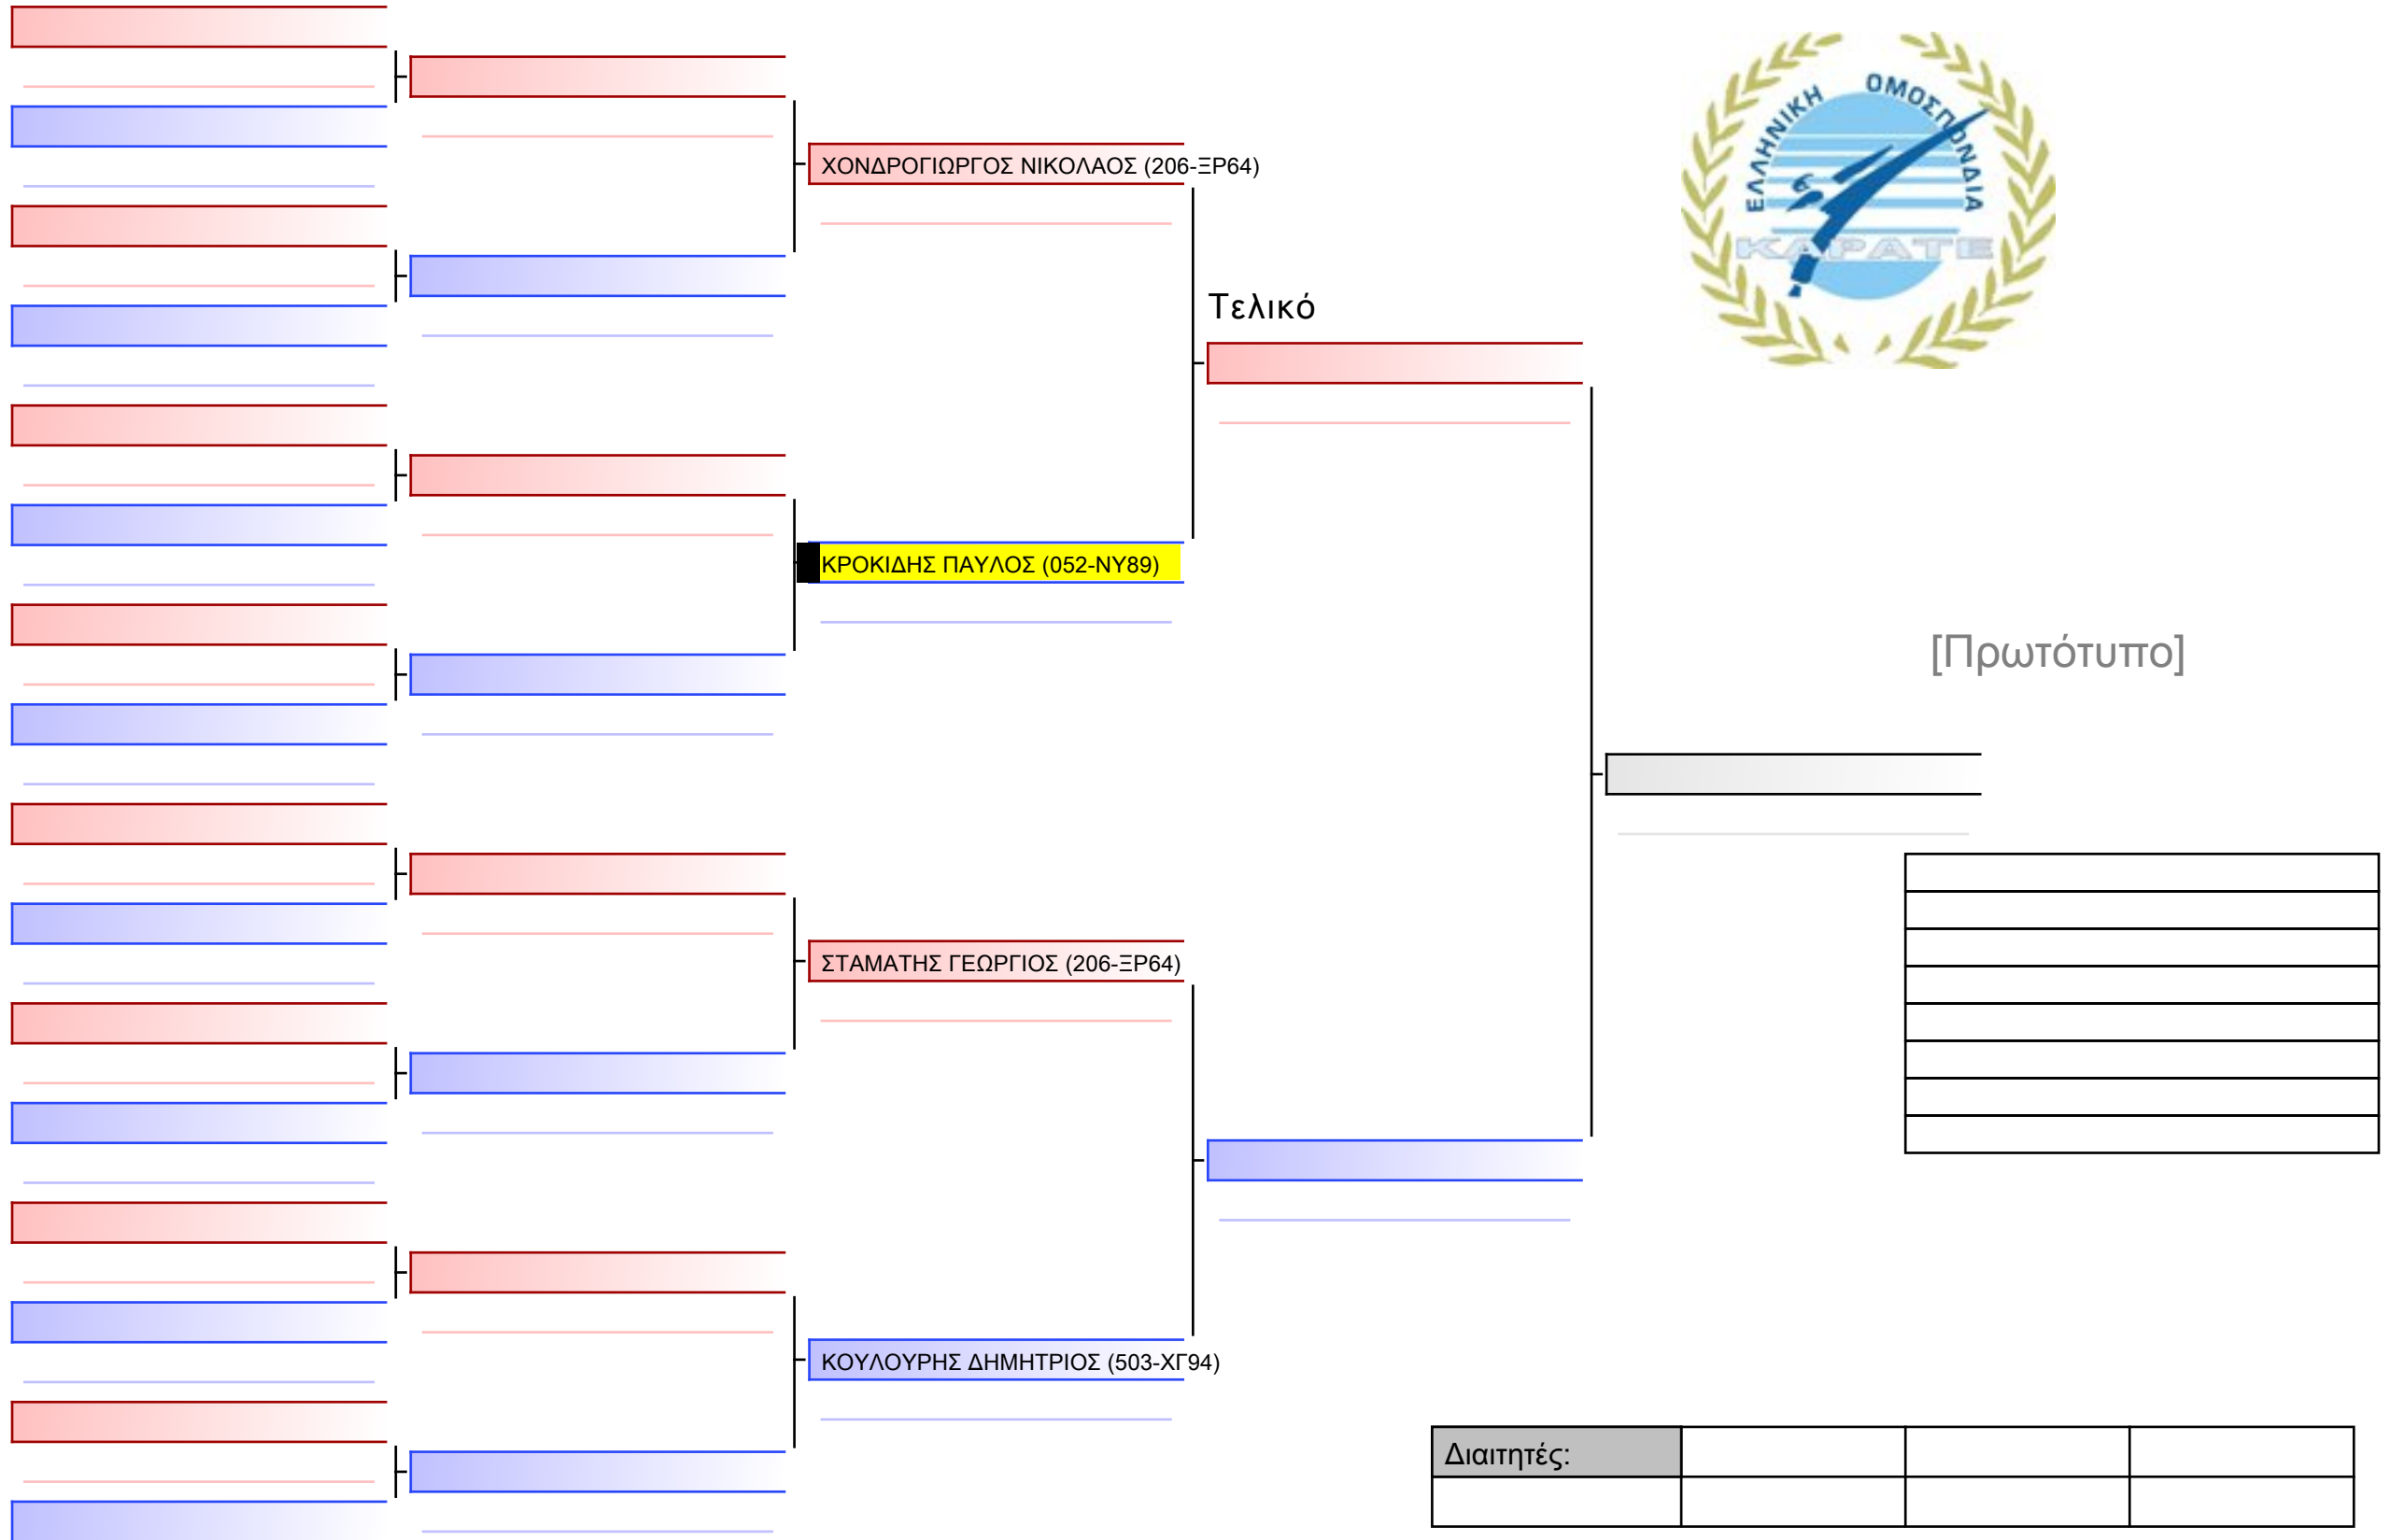 ΕΛΛΗΝΙΚΗ ΟΜΟΣΠΟΝΔΙΑ
ΚΑΡΑΤΕ
ΧΟΝΔΡΟΓΙΩΡΓΟΣ ΝΙΚΟΛΑΟΣ (206-ΞΡ64)
Τελικό
ΚΡΟΚΙΔΗΣ ΠΑΥΛΟΣ (052-ΝΥ89)
[Πρωτότυπο]
ΣΤΑΜΑΤΗΣ ΓΕΩΡΓΙΟΣ (206-ΞΡ64)
ΚΟΥΛΟΥΡΗΣ ΔΗΜΗΤΡΙΟΣ (503-ΧΓ94)
Διαιτητές: